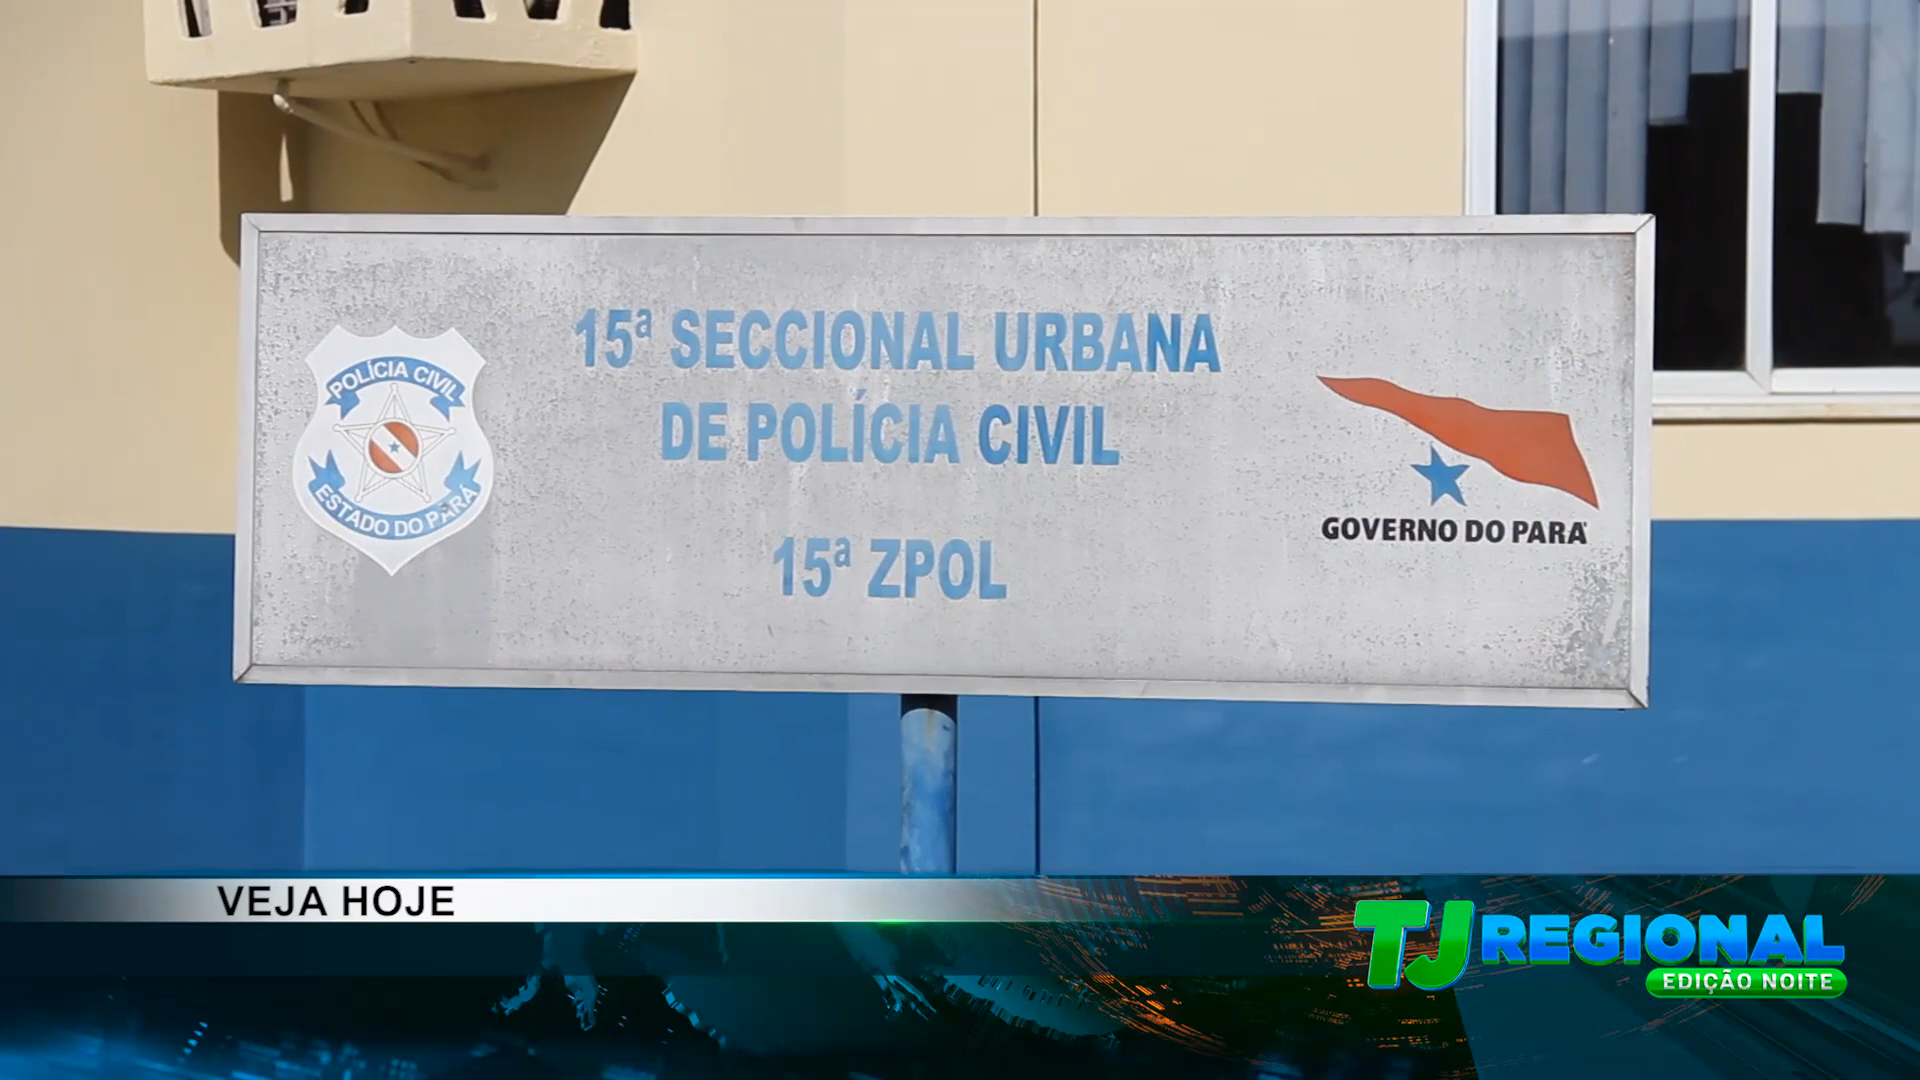 POLÍCIA CIVIL
ESTADO DO PARÁ
15ª SECCIONAL URBANA
DE POLÍCIA CIVIL
15ª ZPOL
GOVERNO DO PARÁ
VEJA HOJE
TJ REGIONAL
EDIÇÃO NOITE